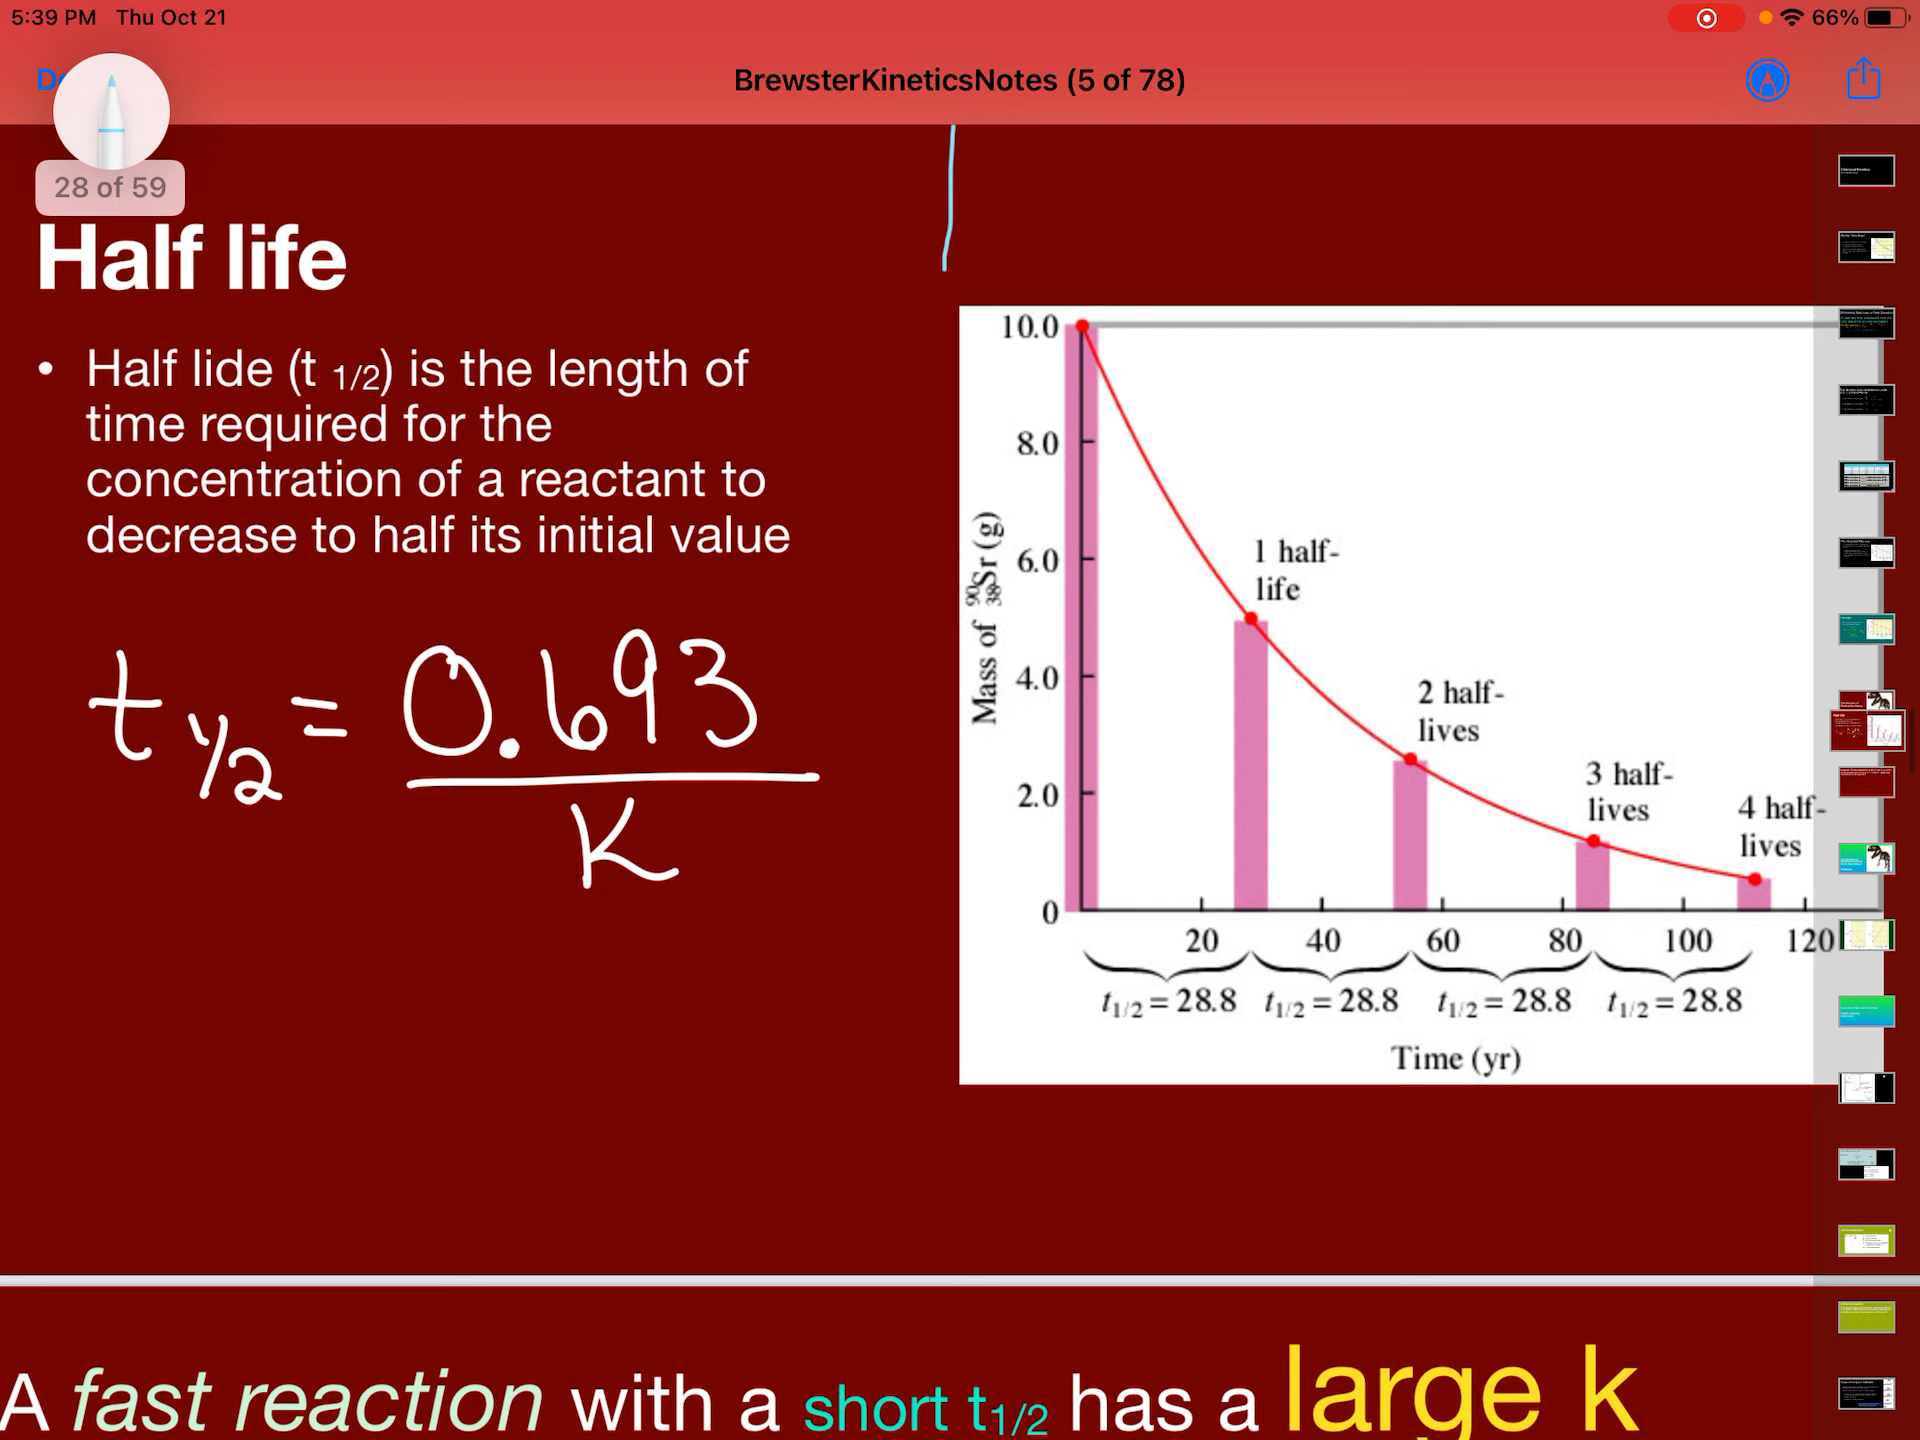 5:39 PM Thu Oct 21
66%
BrewsterKineticsNotes (5 of 78)
28 of 59
Half life
• Half lide (t 1/2) is the length of
time required for the
concentration of a reactant to
decrease to half its initial value
t 1/2 = 0.693
K
10.0
8.0
6.0
4.0
2.0
0
Mass of 90 38 Sr (g)
1 half-
life
2 half-
lives
3 half-
lives
4 half-
lives
20 40 60 80 100 120
t1/2 = 28.8 t1/2 = 28.8 t1/2 = 28.8 t1/2 = 28.8
Time (yr)
A fast reaction with a short t1/2 has a large k